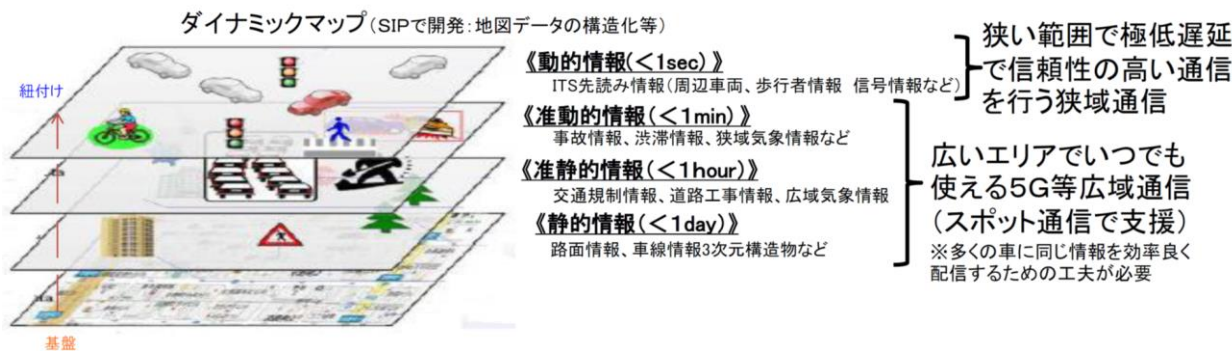 ダイナミックマップ(SIPで開発:地図データの構造化等)
紐付け
基盤
《動的情報(<1sec)》
ITS先読み情報(周辺車両、歩行者情報 信号情報など)
《准動的情報(<1min)》
事故情報、渋滞情報、狭域気象情報など
《准静的情報(<1hour)》
交通規制情報、道路工事情報、広域気象情報
《静的情報(<1day)》
路面情報、車線情報3次元構造物など
狭い範囲で極低遅延
で信頼性の高い通信
を行う狭域通信
広いエリアでいつでも
使える5G等広域通信
(スポット通信で支援)
※多くの車に同じ情報を効率良く
配信するための工夫が必要